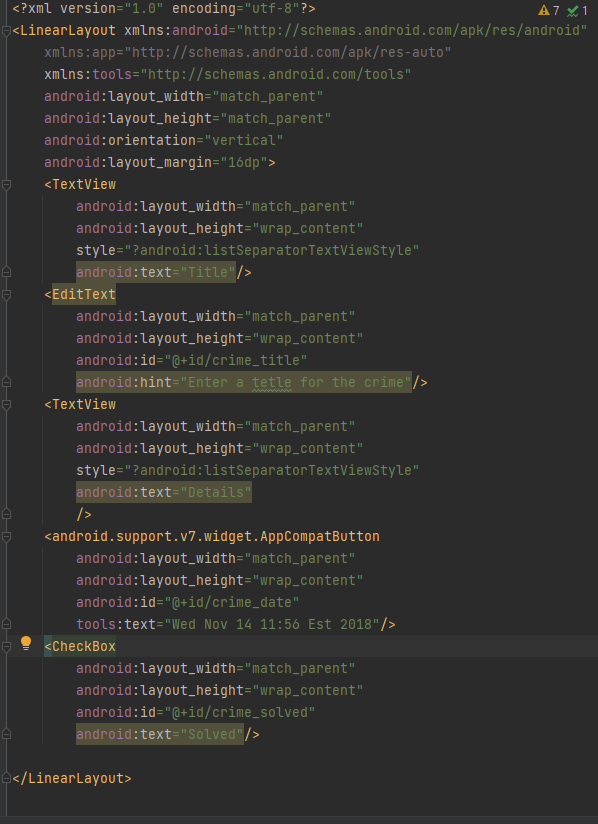 <?xml version="1.0" encoding="utf-8"?>
7 1
<LinearLayout xmlns:android="http://schemas.android.com/apk/res/android"
xmlns:app="http://schemas.android.com/apk/res-auto"
xmlns:tools="http://schemas.android.com/tools"
android:layout_width="match_parent"
android:layout_height="match_parent"
android:orientation="vertical"
android:layout_margin="16dp">
<TextView
android:layout_width="match_parent"
android:layout_height="wrap_content"
style="?android:listSeparatorTextViewStyle"
android:text="Title"/>
<EditText
android:layout_width="match_parent"
android:layout_height="wrap_content"
android:id="@+id/crime_title"
android:hint="Enter a tetle for the crime"/>
<TextView
android:layout_width="match_parent"
android:layout_height="wrap_content"
style="?android:listSeparatorTextViewStyle"
android:text="Details"
/>
<android.support.v7.widget.AppCompatButton
android:layout_width="match_parent"
android:layout_height="wrap_content"
android:id="@+id/crime_date"
tools:text="Wed Nov 14 11:56 Est 2018"/>
<CheckBox
android:layout_width="match_parent"
android:layout_height="wrap_content"
android:id="@+id/crime_solved"
android:text="Solved"/>
</LinearLayout>